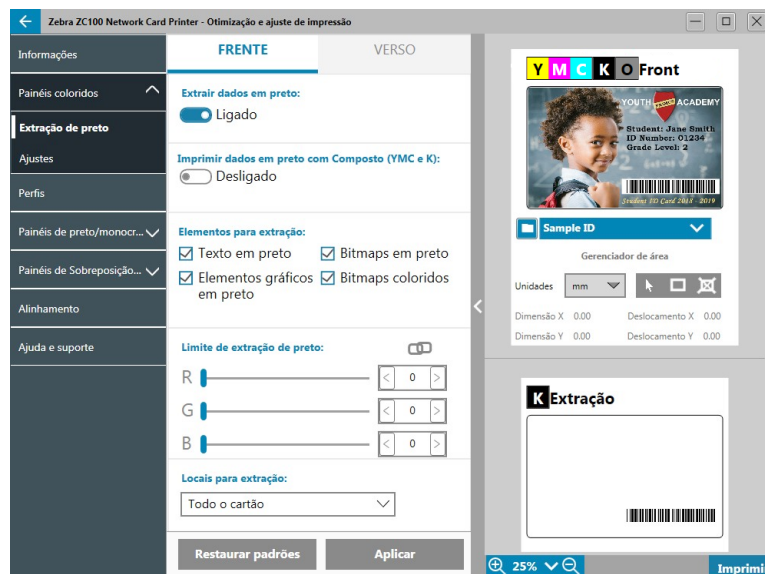 Zebra ZC100 Network Card Printer - Otimização e ajuste de impressão
Informações
Painéis coloridos
Extração de preto
Ajustes
Perfis
Painéis de preto/monocr...
Painéis de Sobreposição...
Alinhamento
Ajuda e suporte
FRENTE
VERSO
Extrair dados em preto:
Ligado
Imprimir dados em preto com Composto (YMC e K):
Desligado
Elementos para extração:
Texto em preto
Bitmaps em preto
Elementos gráficos
em preto
Bitmaps coloridos
Limite de extração de preto:
R
< 0 >
G
< 0 >
B
< 0 >
Locais para extração:
Todo o cartão
Restaurar padrões
Aplicar
Y M C K O Front
YOUTH ACADEMY
Student: Jane Smith
ID Number: 01234
Grade Level: 2
Student ID Card 2018 - 2019
Sample ID
Gerenciador de área
Unidades
mm
Dimensão X 0.00
Deslocamento X 0.00
Dimensão Y 0.00
Deslocamento Y 0.00
K Extração
25%
Imprimi